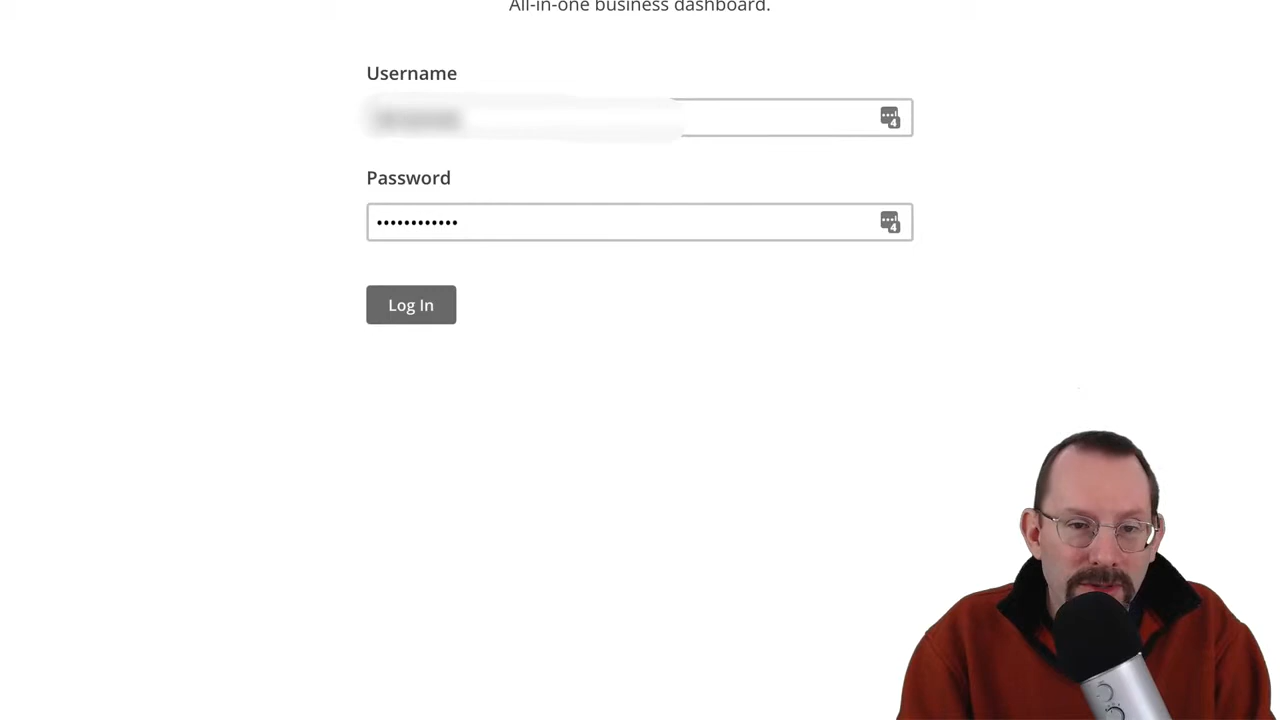 All-in-one business dashboard.
Username
Password
••••••••••••
Log In